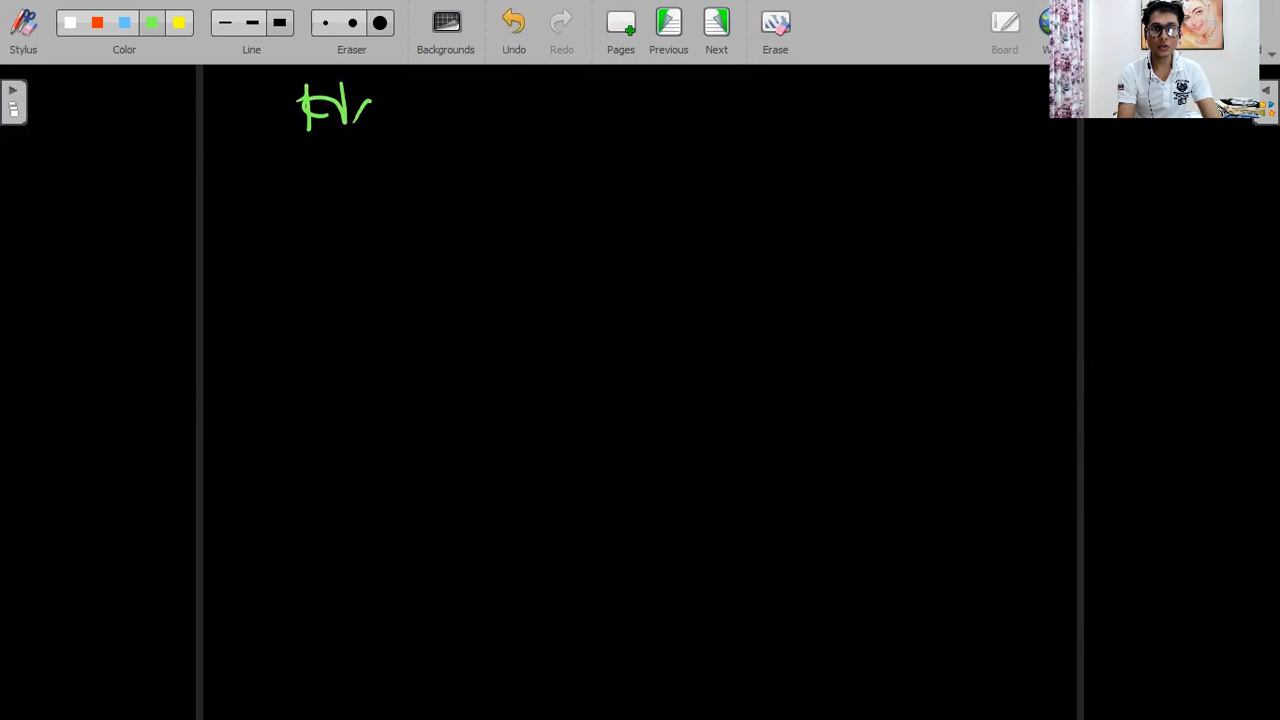 Stylus
Color
Line
Eraser
Backgrounds
Undo
Redo
Pages
Previous
Next
Erase
Board